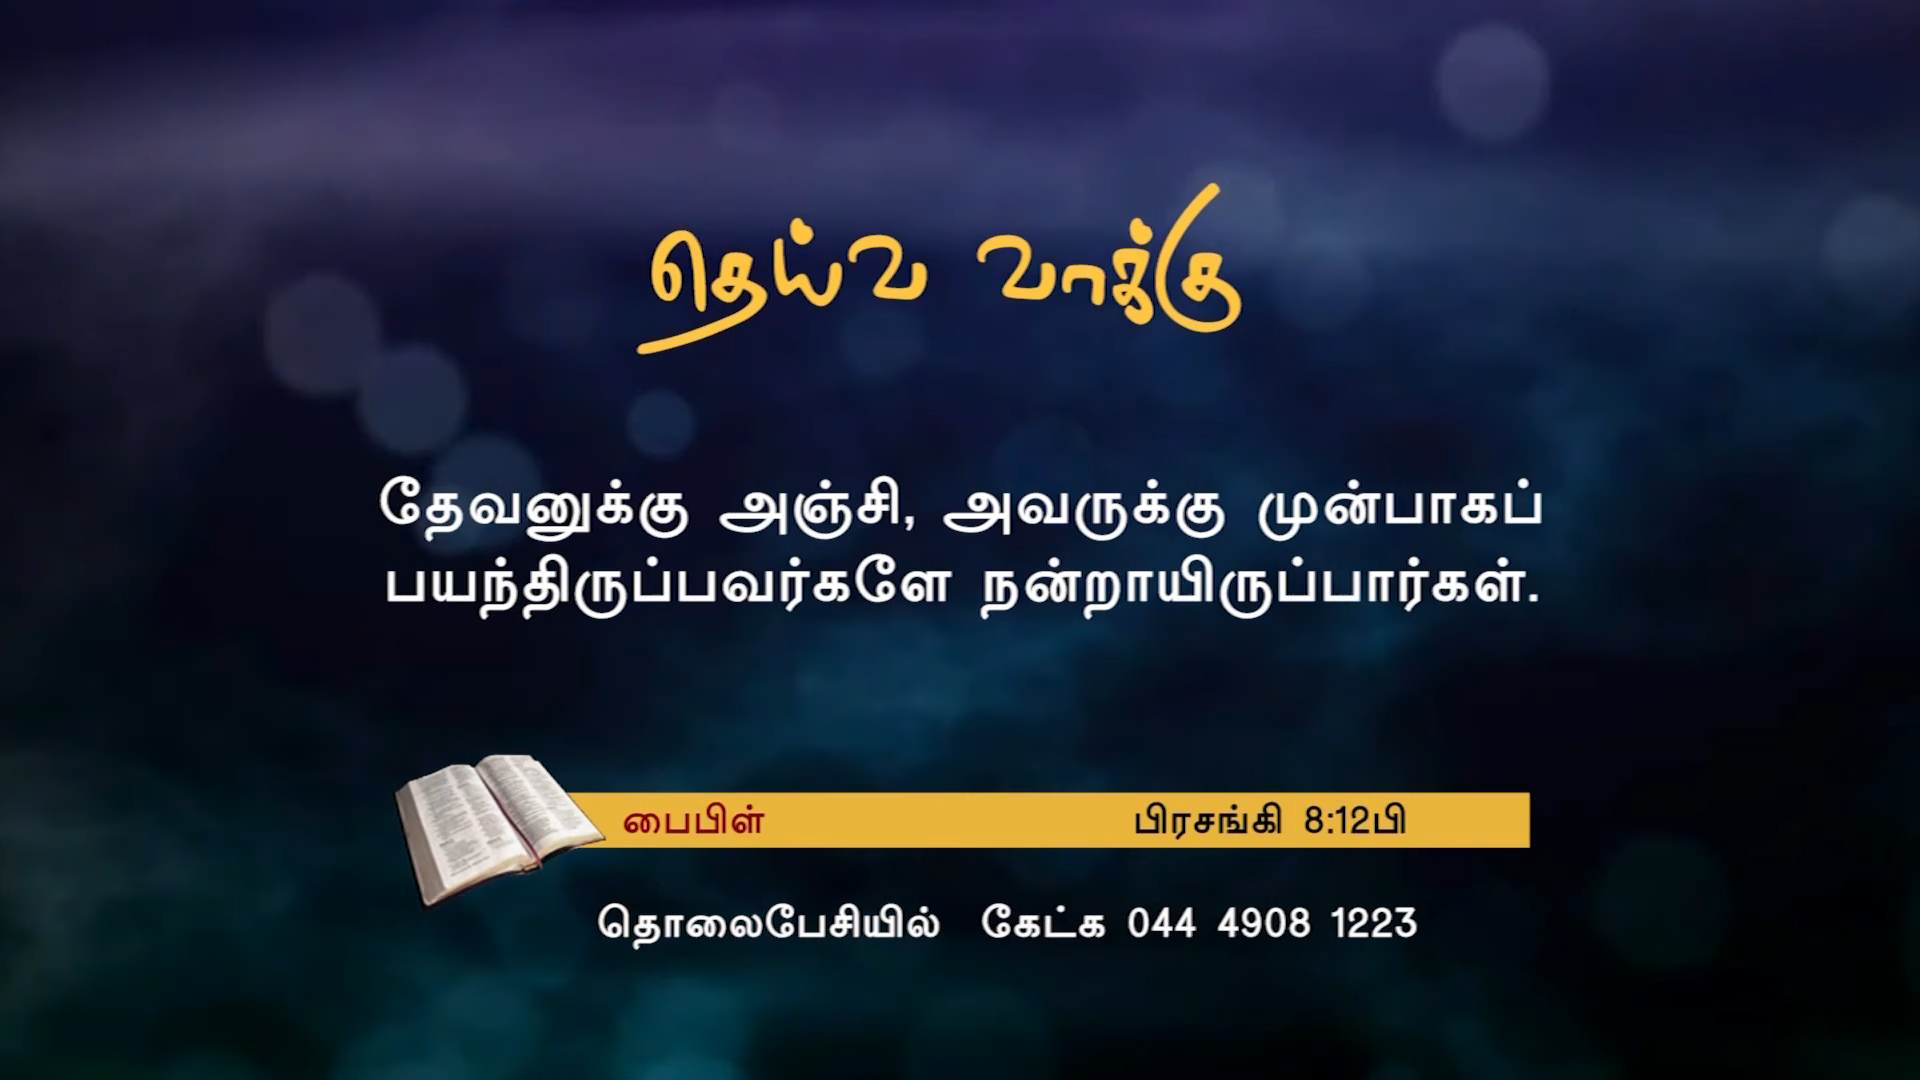 தெய்வ வாக்கு
தேவனுக்கு அஞ்சி, அவருக்கு முன்பாகப்
பயந்திருப்பவர்களே நன்றாயிருப்பார்கள்.
பைபிள் பிரசங்கி 8:12பி
தொலைபேசியில் கேட்க 044 4908 1223